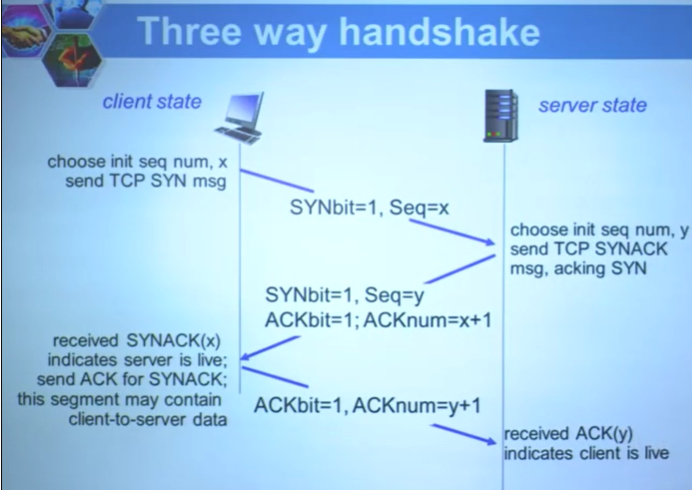 Three way handshake
client state
server state
choose init seq num, x
send TCP SYN msg
SYNbit=1, Seq=x
choose init seq num, y
send TCP SYNACK
msg, acking SYN
SYNbit=1, Seq=y
ACKbit=1; ACKnum=x+1
received SYNACK(x)
indicates server is live;
send ACK for SYNACK;
this segment may contain
client-to-server data
ACKbit=1, ACKnum=y+1
received ACK(y)
indicates client is live